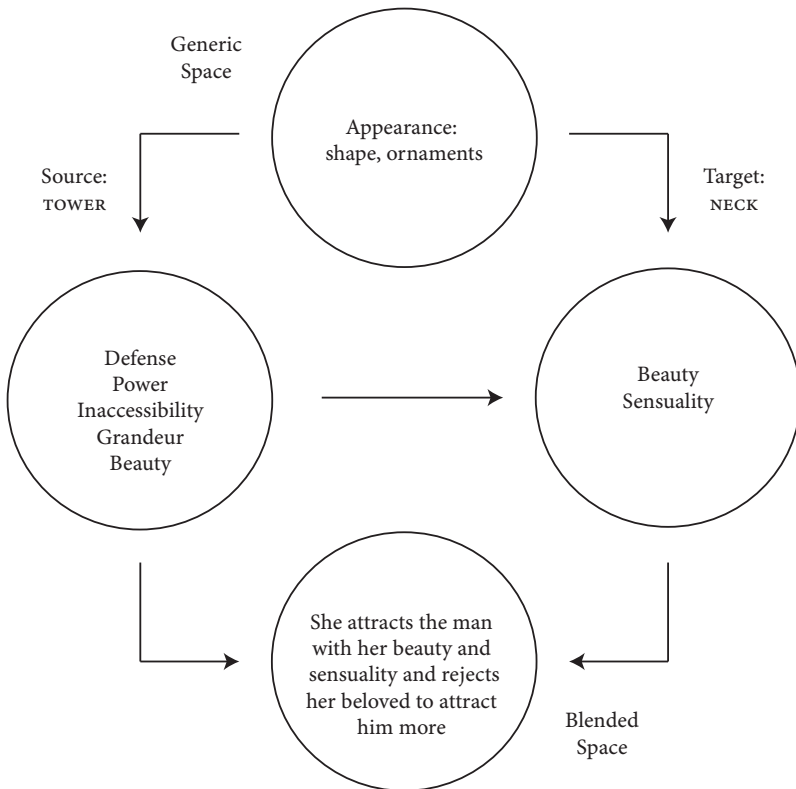 Generic
Space
Appearance:
shape, ornaments
Source:
TOWER
Target:
NECK
Defense
Power
Inaccessibility
Grandeur
Beauty
Beauty
Sensuality
She attracts the man
with her beauty and
sensuality and rejects
her beloved to attract
him more
Blended
Space